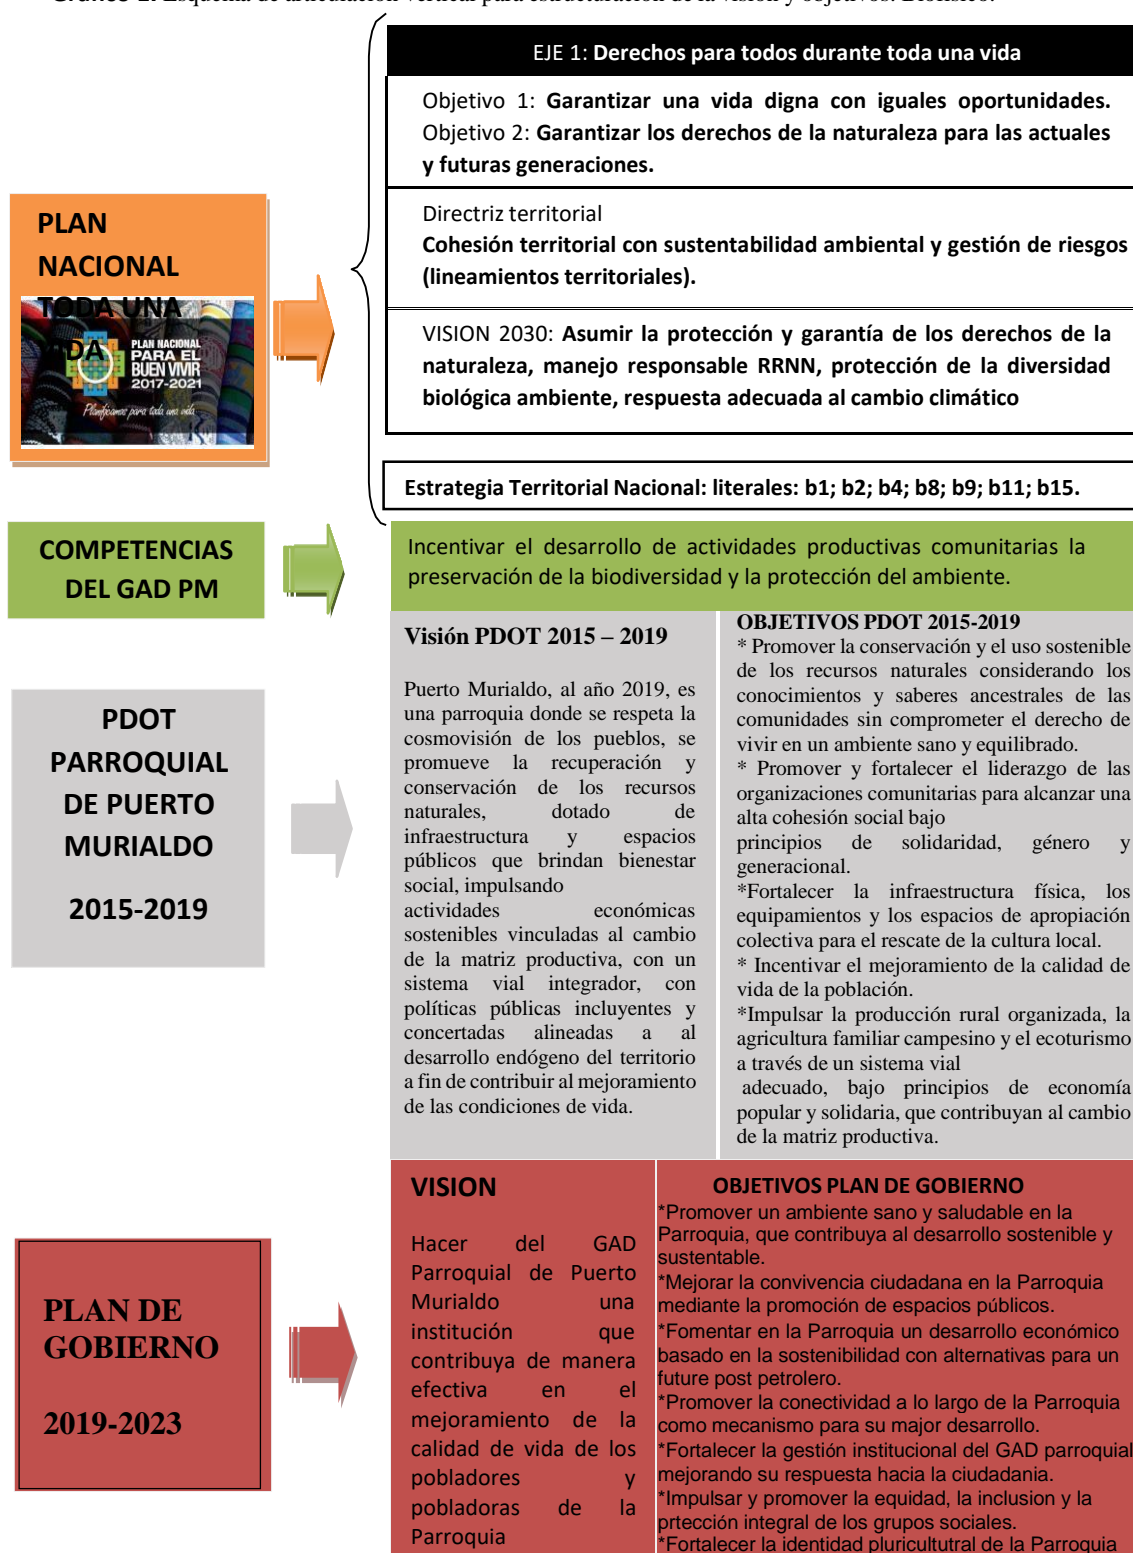 Gráfico 1. Esquema de articulación vertical para estructuración de la visión y objetivos. Biofísico.
EJE 1: Derechos para todos durante toda una vida
Objetivo 1: Garantizar una vida digna con iguales oportunidades.
Objetivo 2: Garantizar los derechos de la naturaleza para las actuales
y futuras generaciones.
Directriz territorial
Cohesión territorial con sustentabilidad ambiental y gestión de riesgos
(lineamientos territoriales).
VISION 2030: Asumir la protección y garantía de los derechos de la
naturaleza, manejo responsable RRNN, protección de la diversidad
biológica ambiente, respuesta adecuada al cambio climático
Estrategia Territorial Nacional: literales: b1; b2; b4; b8; b9; b11; b15.
PLAN
NACIONAL
TODA UNA
PLAN NACIONAL
PARA EL
BUEN VIVIR
2017-2021
Planificamos para toda una vida
COMPETENCIAS
DEL GAD PM
Incentivar el desarrollo de actividades productivas comunitarias la
preservación de la biodiversidad y la protección del ambiente.
PDOT
PARROQUIAL
DE PUERTO
MURIALDO
2015-2019
Visión PDOT 2015 – 2019
Puerto Murialdo, al año 2019, es
una parroquia donde se respeta la
cosmovisión de los pueblos, se
promueve la recuperación y
conservación de los recursos
naturales, dotado de
infraestructura y espacios
públicos que brindan bienestar
social, impulsando
actividades económicas
sostenibles vinculadas al cambio
de la matriz productiva, con un
sistema vial integrador, con
políticas públicas incluyentes y
concertadas alineadas a al
desarrollo endógeno del territorio
a fin de contribuir al mejoramiento
de las condiciones de vida.
OBJETIVOS PDOT 2015-2019
* Promover la conservación y el uso sostenible
de los recursos naturales considerando los
conocimientos y saberes ancestrales de las
comunidades sin comprometer el derecho de
vivir en un ambiente sano y equilibrado.
* Promover y fortalecer el liderazgo de las
organizaciones comunitarias para alcanzar una
alta cohesión social bajo
principios de solidaridad, género y
generacional.
*Fortalecer la infraestructura física, los
equipamientos y los espacios de apropiación
colectiva para el rescate de la cultura local.
* Incentivar el mejoramiento de la calidad de
vida de la población.
*Impulsar la producción rural organizada, la
agricultura familiar campesino y el ecoturismo
a través de un sistema vial
adecuado, bajo principios de economía
popular y solidaria, que contribuyan al cambio
de la matriz productiva.
PLAN DE
GOBIERNO
2019-2023
VISION
Hacer del GAD
Parroquial de Puerto
Murialdo una
institución que
contribuya de manera
efectiva en el
mejoramiento de la
calidad de vida de los
pobladores y
pobladoras de la
Parroquia
OBJETIVOS PLAN DE GOBIERNO
*Promover un ambiente sano y saludable en la
Parroquia, que contribuya al desarrollo sostenible y
sustentable.
*Mejorar la convivencia ciudadana en la Parroquia
mediante la promoción de espacios públicos.
*Fomentar en la Parroquia un desarrollo económico
basado en la sostenibilidad con alternativas para un
future post petrolero.
*Promover la conectividad a lo largo de la Parroquia
como mecanismo para su major desarrollo.
*Fortalecer la gestión institucional del GAD parroquial
mejorando su respuesta hacia la ciudadania.
*Impulsar y promover la equidad, la inclusion y la
prtección integral de los grupos sociales.
*Fortalecer la identidad pluricultutral de la Parroquia